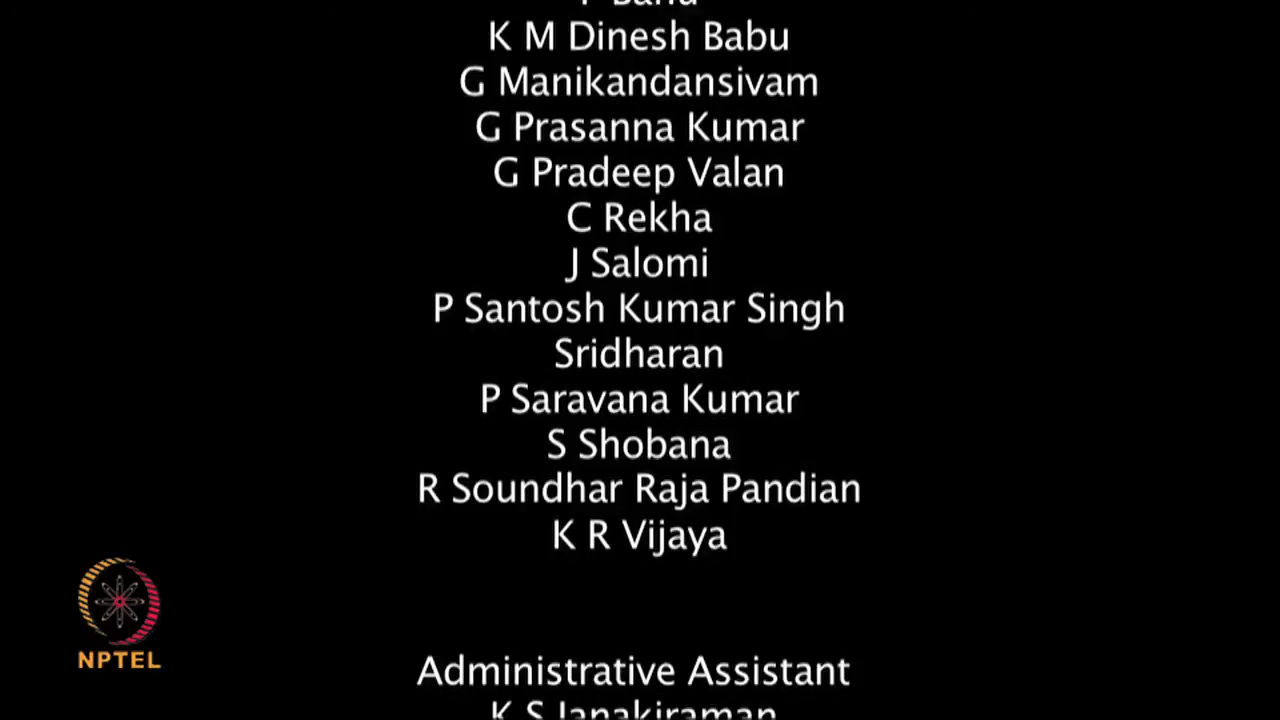 K M Dinesh Babu
G Manikandansivam
G Prasanna Kumar
G Pradeep Valan
C Rekha
J Salomi
P Santosh Kumar Singh
Sridharan
P Saravana Kumar
S Shobana
R Soundhar Raja Pandian
K R Vijaya
NPTEL
Administrative Assistant
K S Janakiraman